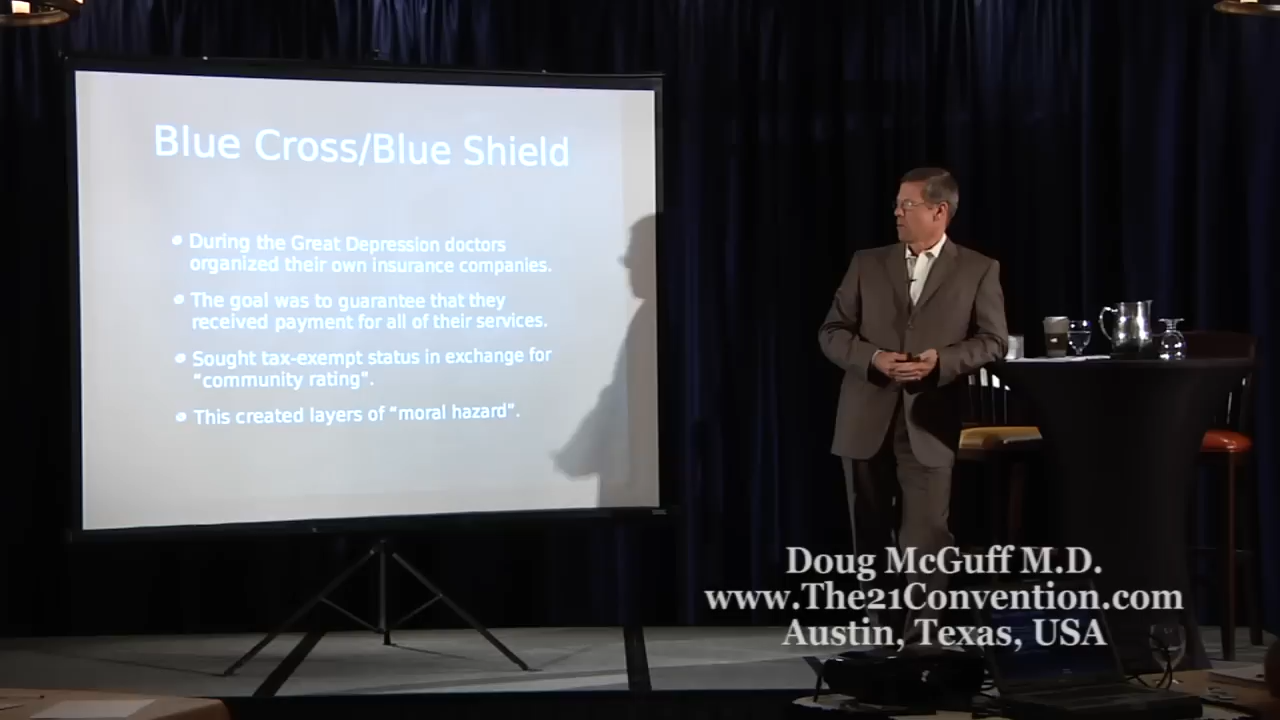 Blue Cross/Blue Shield
During the Great Depression doctors
organized their own insurance companies.
The goal was to guarantee that they
received payment for all of their services.
Sought tax-exempt status in exchange for
“community rating”.
This created layers of “moral hazard”.
Doug McGuff M.D.
www.The21Convention.com
Austin, Texas, USA